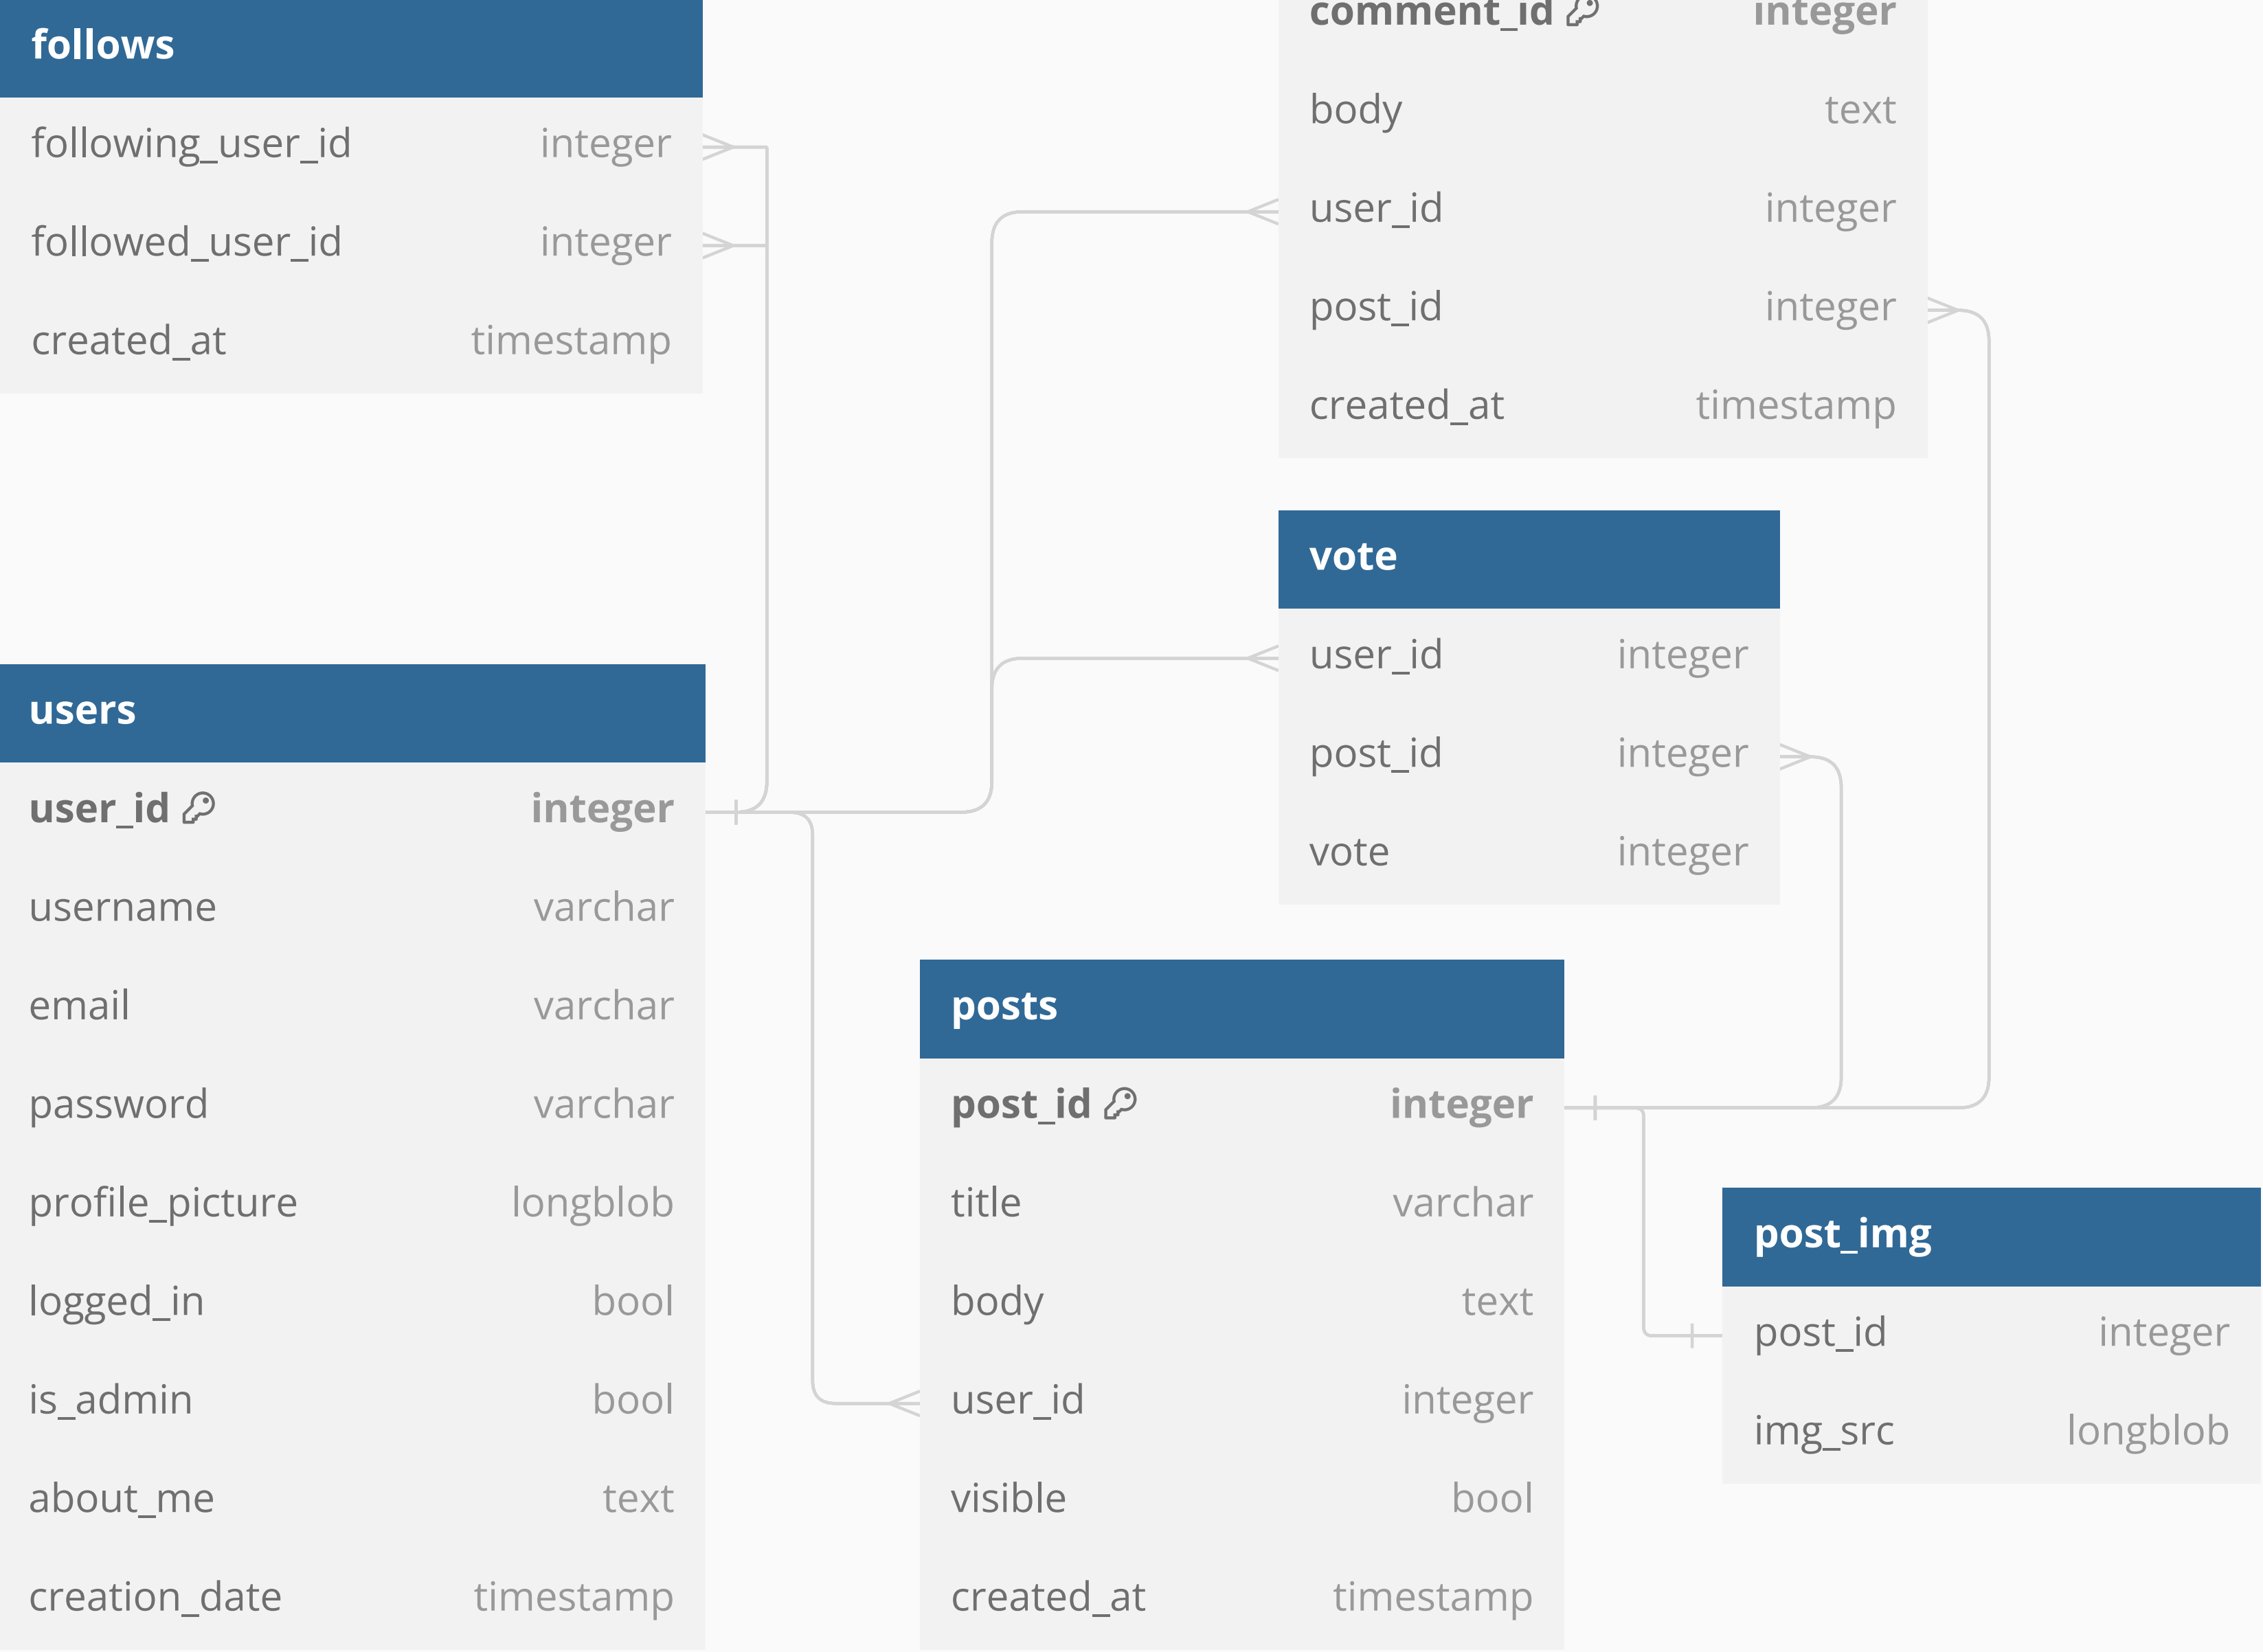 follows
following_user_id integer
followed_user_id integer
created_at timestamp
comment_id integer
body text
user_id integer
post_id integer
created_at timestamp
vote
user_id integer
post_id integer
vote integer
users
user_id integer
username varchar
email varchar
password varchar
profile_picture longblob
logged_in bool
is_admin bool
about_me text
creation_date timestamp
posts
post_id integer
title varchar
body text
user_id integer
visible bool
created_at timestamp
post_img
post_id integer
img_src longblob